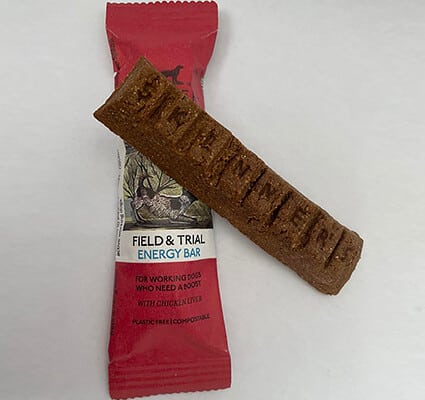 SKINNER
FIELD & TRIAL
ENERGY BAR
FOR WORKING DOGS
WHO NEED A BOOST
WITH CHICKEN LIVER
PLASTIC FREE | COMPOSTABLE